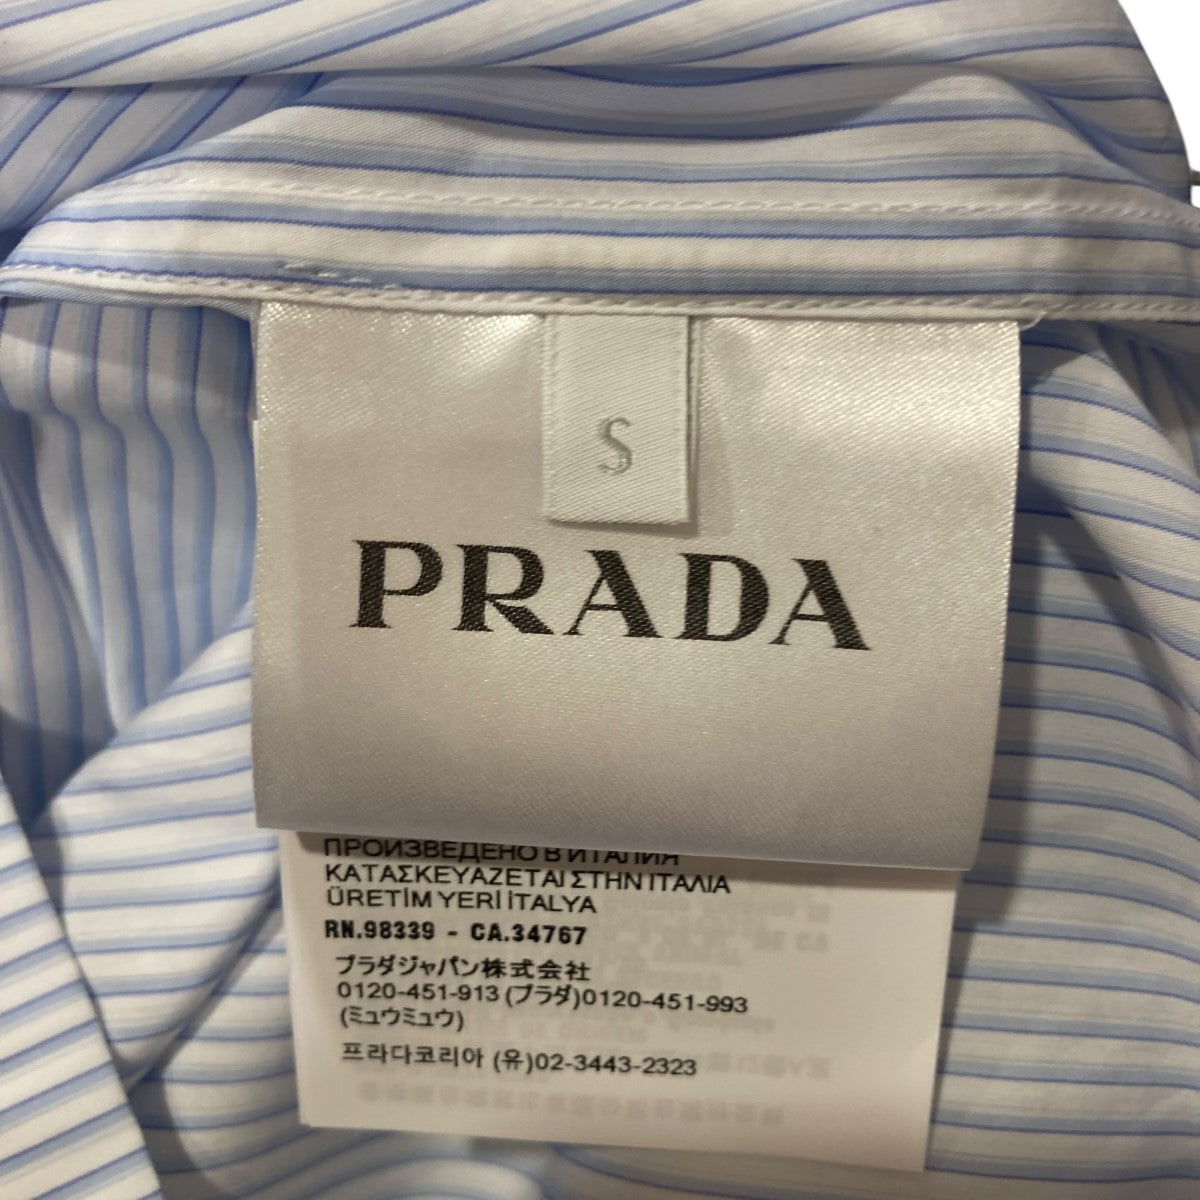 S
PRADA
ПРОИЗВЕДЕНО В ИТАЛИЯ
ΚΑΤΑΣΚΕΥΑΖΕΤΑΙ ΣΤΗΝ ΙΤΑΛΙΑ
ÜRETİM YERİ İTALYA
RN.98339 - CA.34767
プラダジャパン株式会社
0120-451-913 (プラダ)0120-451-993
(ミュウミュウ)
프라다코리아 (유)02-3443-2323